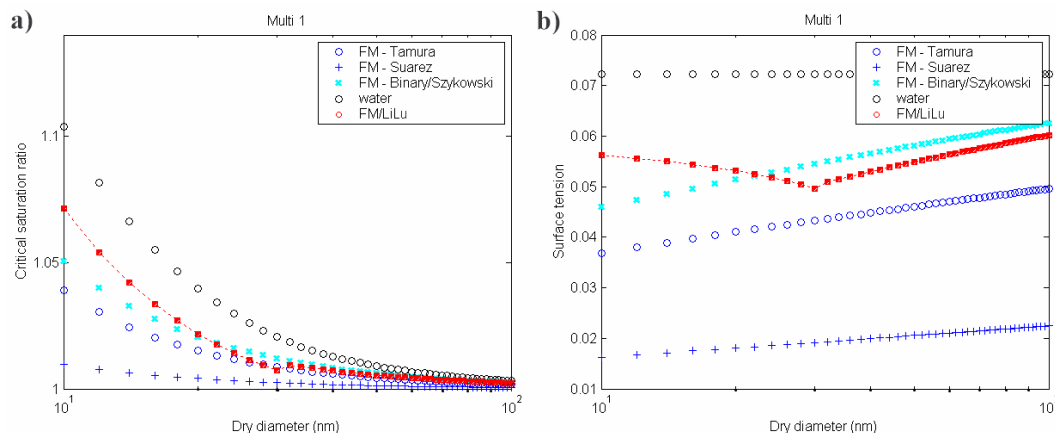 a)
Multi 1
Critical saturation ratio
1.1
1.05
1
FM - Tamura
FM - Suarez
FM - Binary/Szykowski
water
FM/LiLu
10^1
10^2
Dry diameter (nm)
b)
Multi 1
Surface tension
0.08
0.07
0.06
0.05
0.04
0.03
0.02
0.01
FM - Tamura
FM - Suarez
FM - Binary/Szykowski
water
FM/LiLu
10^1
10
Dry diameter (nm)